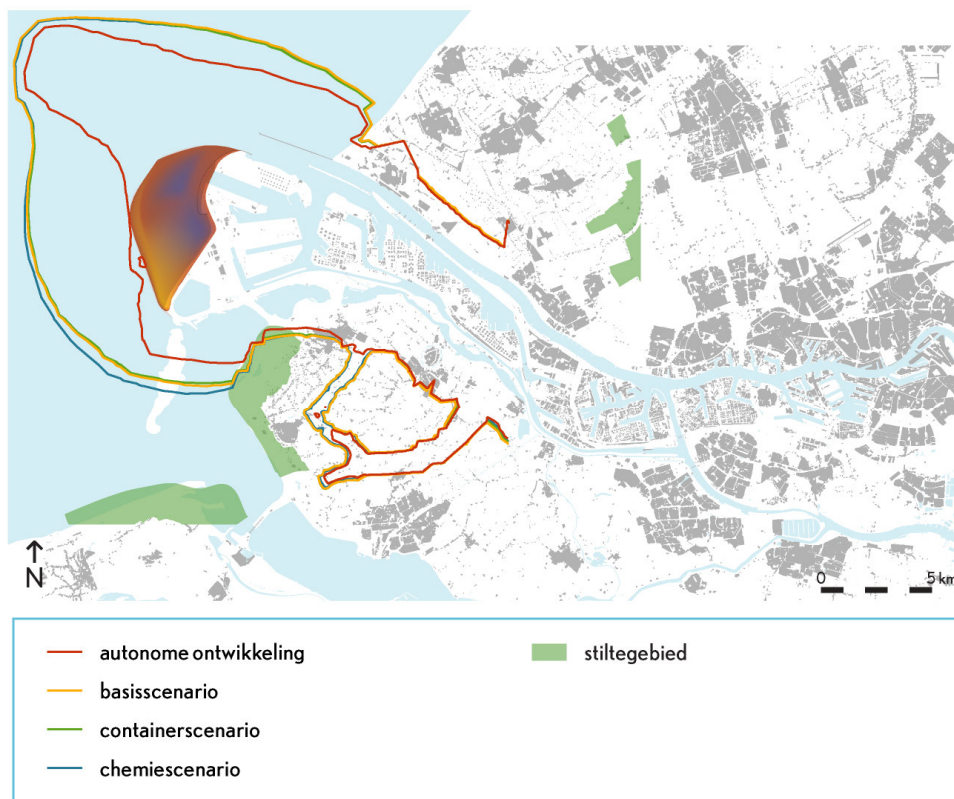 N
0 5 km
autonome ontwikkeling
basisscenario
containerscenario
chemiescenario
stiltegebied